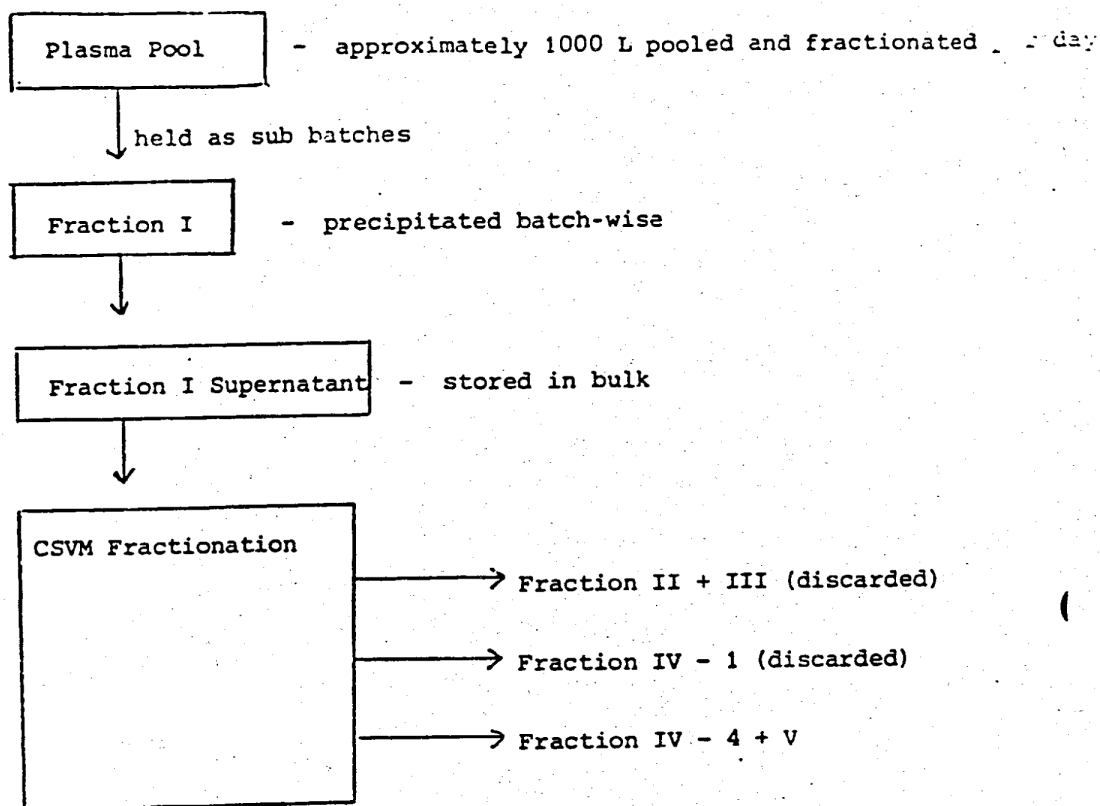 Plasma Pool - approximately 1000 L pooled and fractionated day
held as sub batches
Fraction I - precipitated batch-wise
Fraction I Supernatant - stored in bulk
CSVM Fractionation
Fraction II + III (discarded)
Fraction IV - 1 (discarded)
Fraction IV - 4 + V